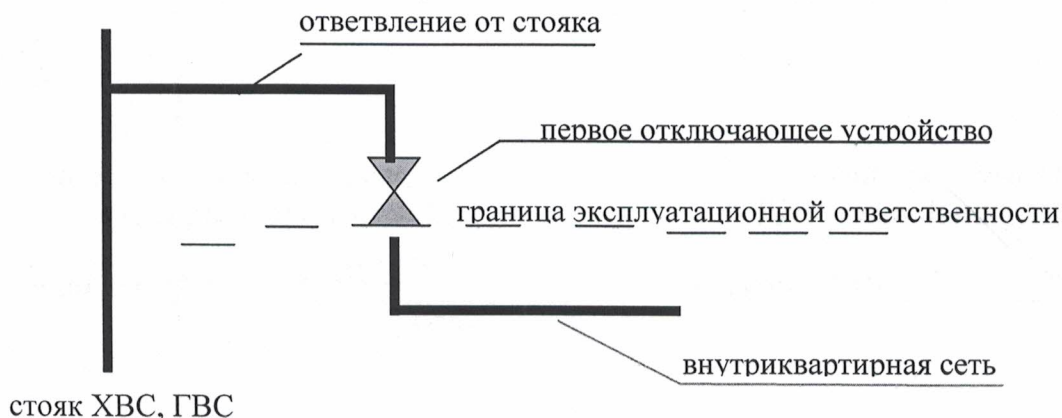 ответвление от стояка
первое отключающее устройство
граница эксплуатационной ответственности
внутриквартирная сеть
стояк ХВС, ГВС